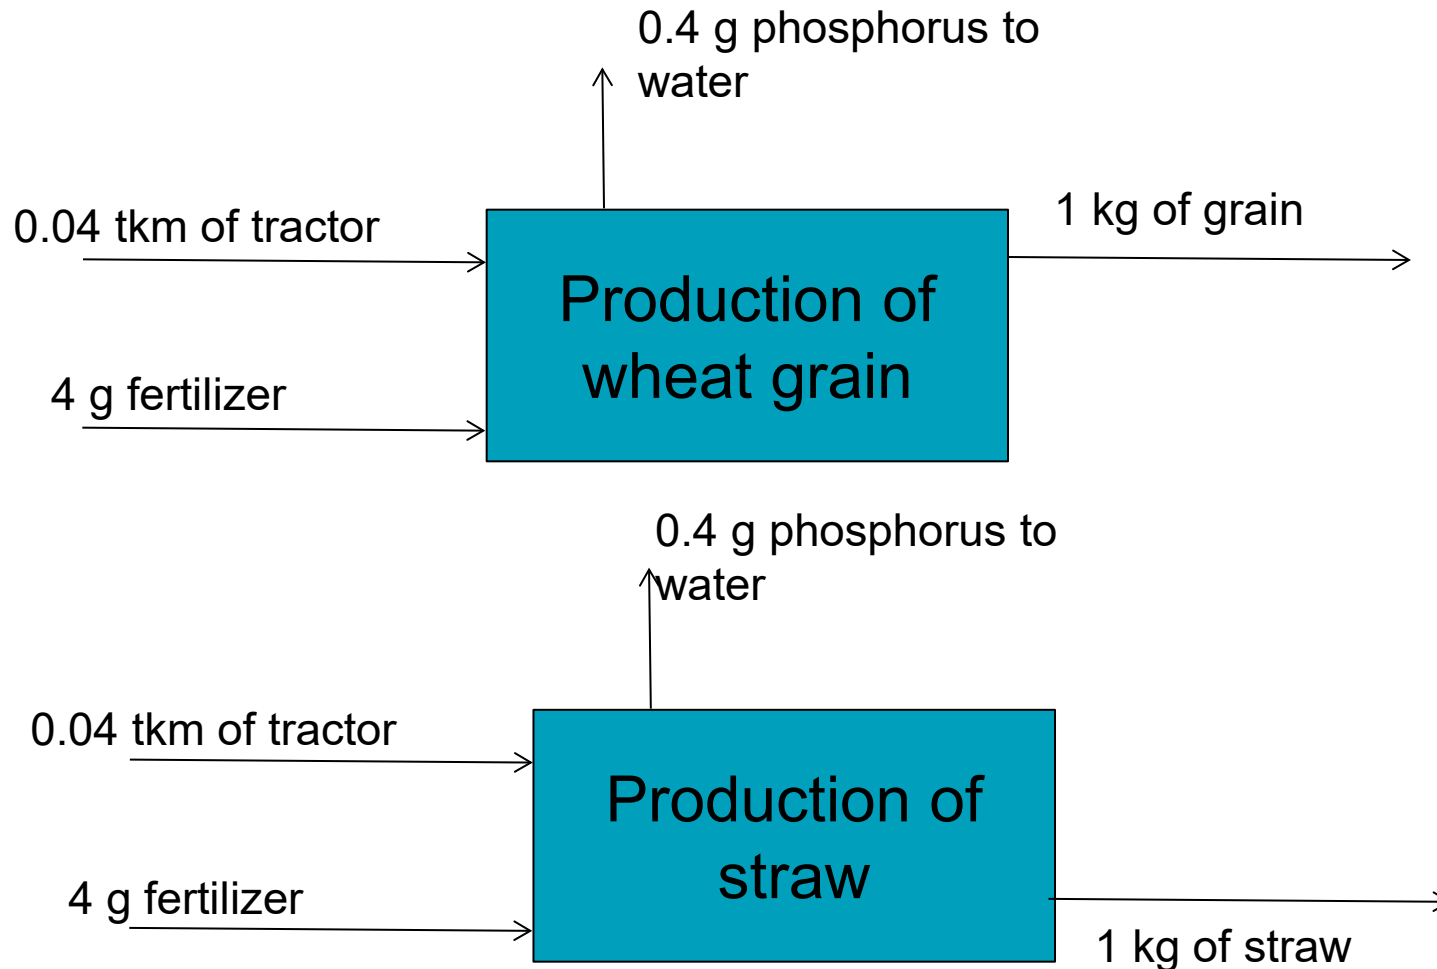 0.4 g phosphorus to
water
0.04 tkm of tractor
1 kg of grain
Production of
wheat grain
4 g fertilizer
0.4 g phosphorus to
water
0.04 tkm of tractor
Production of
straw
4 g fertilizer
1 kg of straw